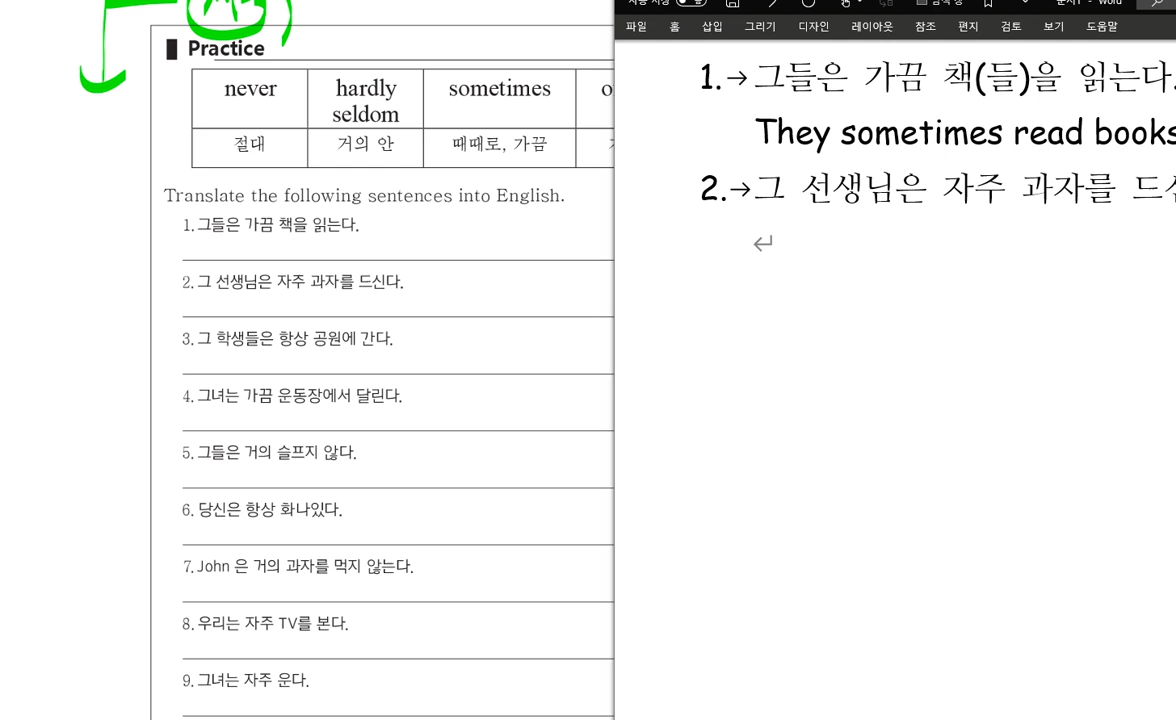 파일 홈 삽입 그리기 디자인 레이아웃 참조 편지 검토 보기 도움말
Practice
never hardly seldom sometimes
절대 거의 안 때때로, 가끔
Translate the following sentences into English.
1. 그들은 가끔 책을 읽는다.
2. 그 선생님은 자주 과자를 드신다.
3. 그 학생들은 항상 공원에 간다.
4. 그녀는 가끔 운동장에서 달린다.
5. 그들은 거의 슬프지 않다.
6. 당신은 항상 화나있다.
7. John 은 거의 과자를 먹지 않는다.
8. 우리는 자주 TV를 본다.
9. 그녀는 자주 운다.
1.→그들은 가끔 책(들)을 읽는다.
They sometimes read books
2.→그 선생님은 자주 과자를